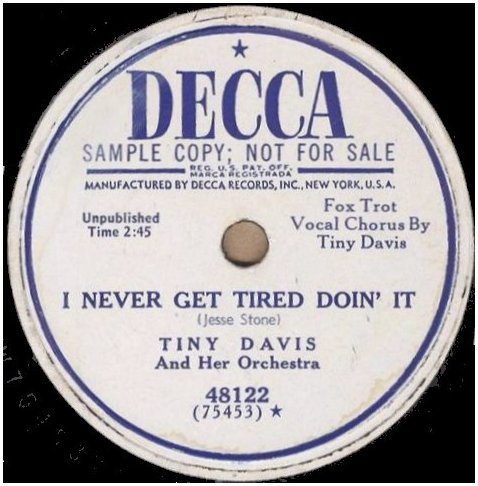 ★
DECCA
SAMPLE COPY: NOT FOR SALE
REG. U.S. PAT. OFF.
MARCA REGISTRADA
MANUFACTURED BY DECCA RECORDS, INC., NEW YORK, U.S.A.
Unpublished
Time 2:45
Fox Trot
Vocal Chorus By
Tiny Davis
I NEVER GET TIRED DOIN' IT
(Jesse Stone)
TINY DAVIS
And Her Orchestra
48122
(75453) ★